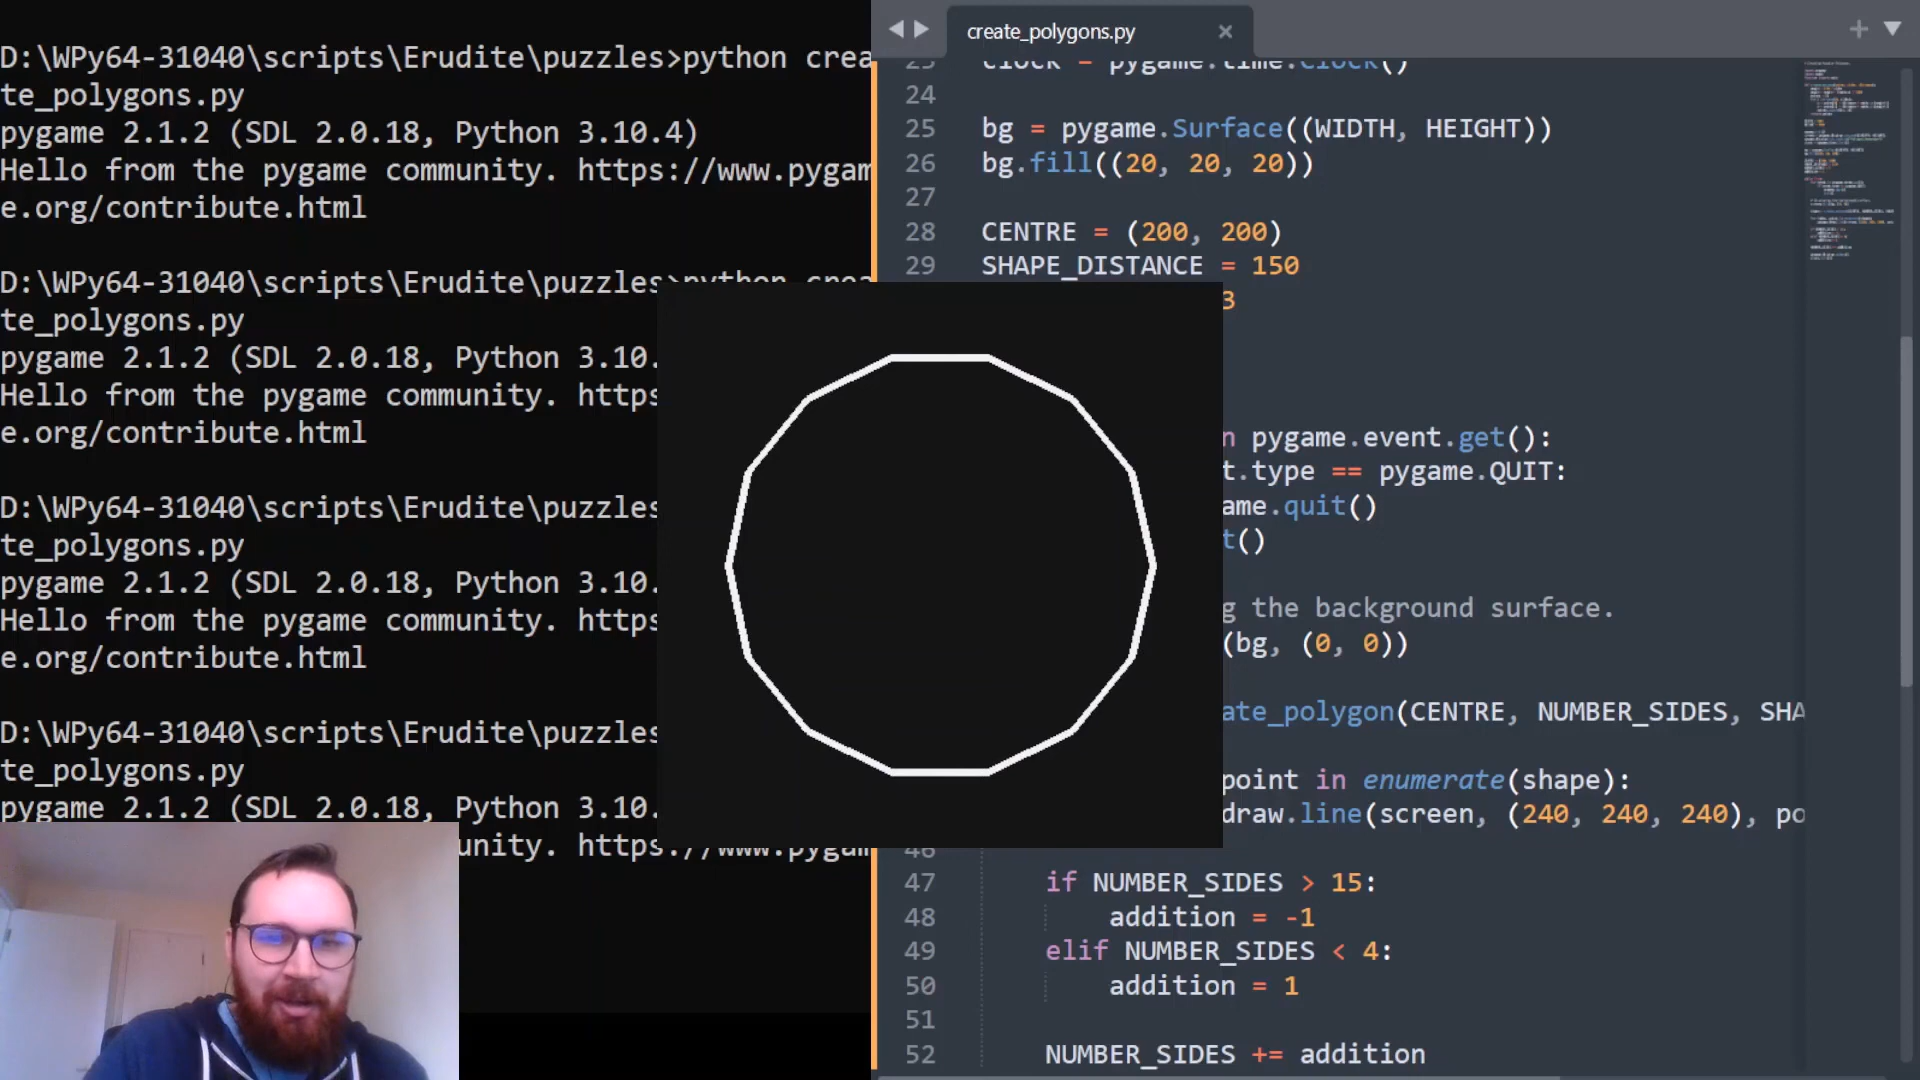 D:\WPy64-31040\scripts\Erudite\puzzles>python crea
te_polygons.py
pygame 2.1.2 (SDL 2.0.18, Python 3.10.4)
Hello from the pygame community. https://www.pygam
e.org/contribute.html
D:\WPy64-31040\scripts\Erudite\puzzles>python crea
te_polygons.py
pygame 2.1.2 (SDL 2.0.18, Python 3.10.
Hello from the pygame community. https
e.org/contribute.html
D:\WPy64-31040\scripts\Erudite\puzzles
te_polygons.py
pygame 2.1.2 (SDL 2.0.18, Python 3.10.
Hello from the pygame community. https
e.org/contribute.html
D:\WPy64-31040\scripts\Erudite\puzzles
te_polygons.py
pygame 2.1.2 (SDL 2.0.18, Python 3.10.
unity. https://www.pygam
create_polygons.py
23 clock = pygame.time.Clock()
24
25 bg = pygame.Surface((WIDTH, HEIGHT))
26 bg.fill((20, 20, 20))
27
28 CENTRE = (200, 200)
29 SHAPE_DISTANCE = 150
3
n pygame.event.get():
t.type == pygame.QUIT:
ame.quit()
t()
g the background surface.
(bg, (0, 0))
ate_polygon(CENTRE, NUMBER_SIDES, SHA
point in enumerate(shape):
draw.line(screen, (240, 240, 240), po
46
47 if NUMBER_SIDES > 15:
48 addition = -1
49 elif NUMBER_SIDES < 4:
50 addition = 1
51
52 NUMBER_SIDES += addition